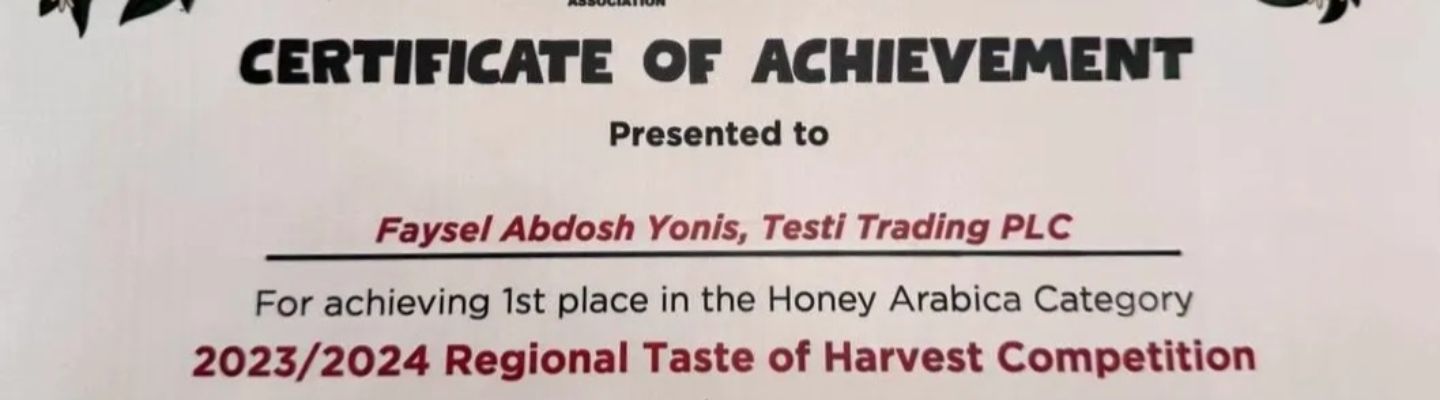 ASSOCIATION
CERTIFICATE OF ACHIEVEMENT
Presented to
Faysel Abdosh Yonis, Testi Trading PLC
For achieving 1st place in the Honey Arabica Category
2023/2024 Regional Taste of Harvest Competition